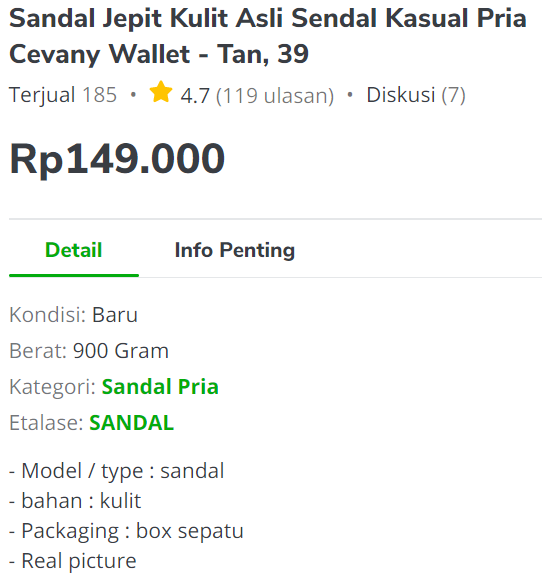 Sandal Jepit Kulit Asli Sendal Kasual Pria
Cevany Wallet - Tan, 39
Terjual 185 • 4.7 (119 ulasan) • Diskusi (7)
Rp149.000
Detail Info Penting
Kondisi: Baru
Berat: 900 Gram
Kategori: Sandal Pria
Etalase: SANDAL
- Model / type : sandal
- bahan : kulit
- Packaging : box sepatu
- Real picture